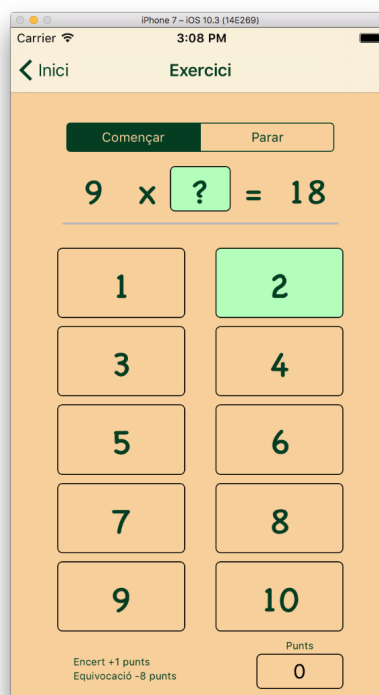 iPhone 7 – iOS 10.3 (14E269)
Carrier 3:08 PM
Inici Exercici
Començar Parar
9 x ? = 18
1 2
3 4
5 6
7 8
9 10
Punts
Encert +1 punts
Equivocació -8 punts
0